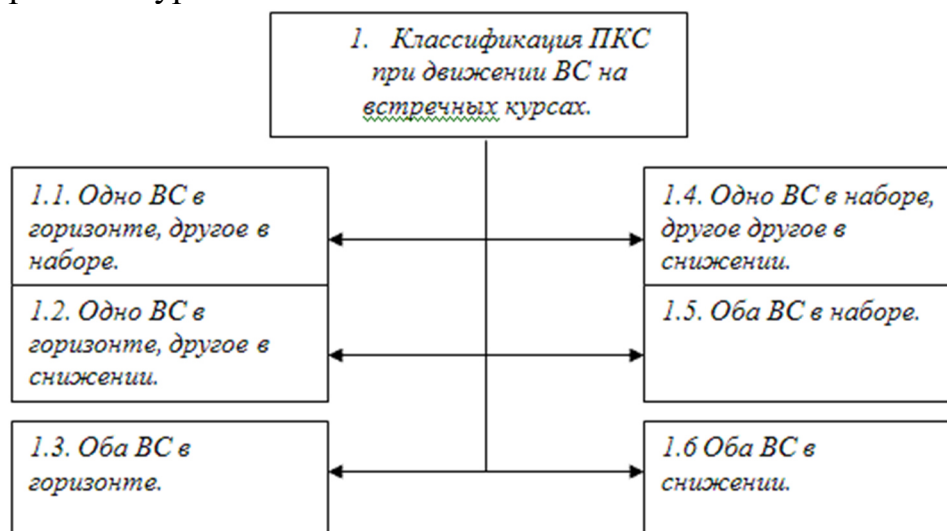 1. Классификация ПКС
при движении ВС на
встречных курсах.
1.1. Одно ВС в
горизонте, другое в
наборе.
1.2. Одно ВС в
горизонте, другое в
снижении.
1.3. Оба ВС в
горизонте.
1.4. Одно ВС в наборе,
другое другое в
снижении.
1.5. Оба ВС в наборе.
1.6 Оба ВС в
снижении.